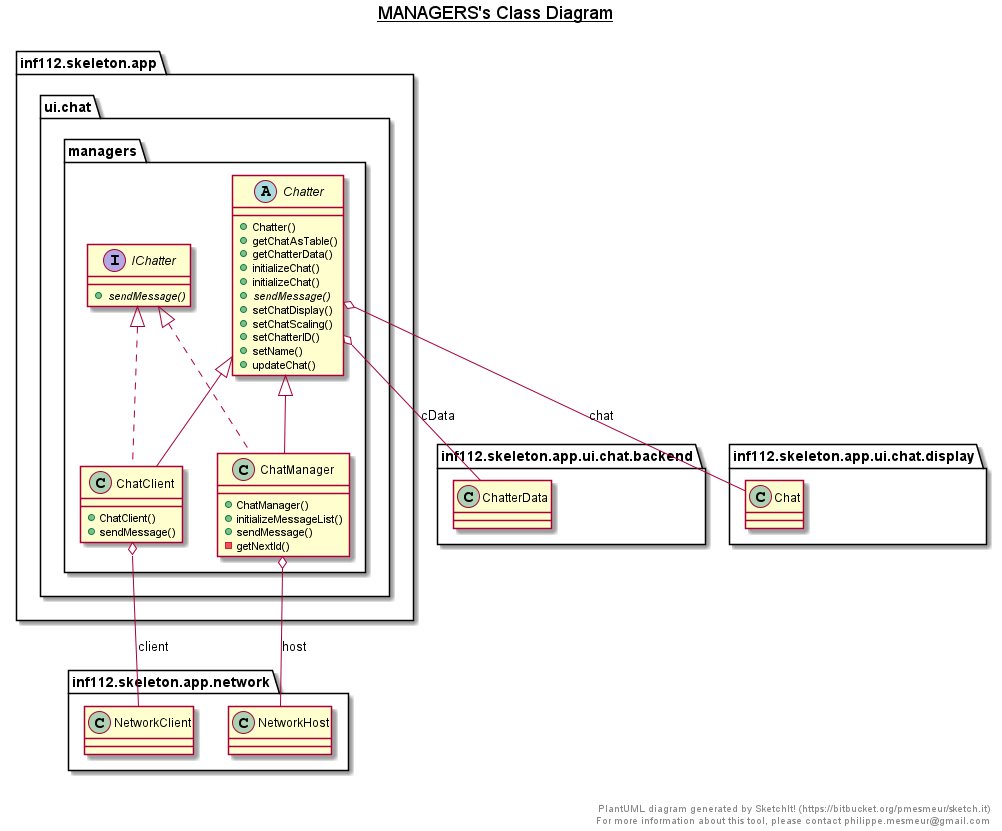 MANAGERS's Class Diagram
inf112.skeleton.app
ui.chat
managers
A Chatter
Chatter()
getChatAsTable()
getChatterData()
initializeChat()
initializeChat()
sendMessage()
setChatDisplay()
setChatScaling()
setChatterID()
setName()
updateChat()
I IChatter
sendMessage()
cData
chat
C ChatClient
ChatClient()
sendMessage()
C ChatManager
ChatManager()
initializeMessageList()
sendMessage()
getNextId()
inf112.skeleton.app.ui.chat.backend
C ChatterData
inf112.skeleton.app.ui.chat.display
C Chat
client
host
inf112.skeleton.app.network
C NetworkClient
C NetworkHost
PlantUML diagram generated by SketchIt! (https://bitbucket.org/pmesmeur/sketch.it)
For more information about this tool, please contact philippe.mesmeur@gmail.com